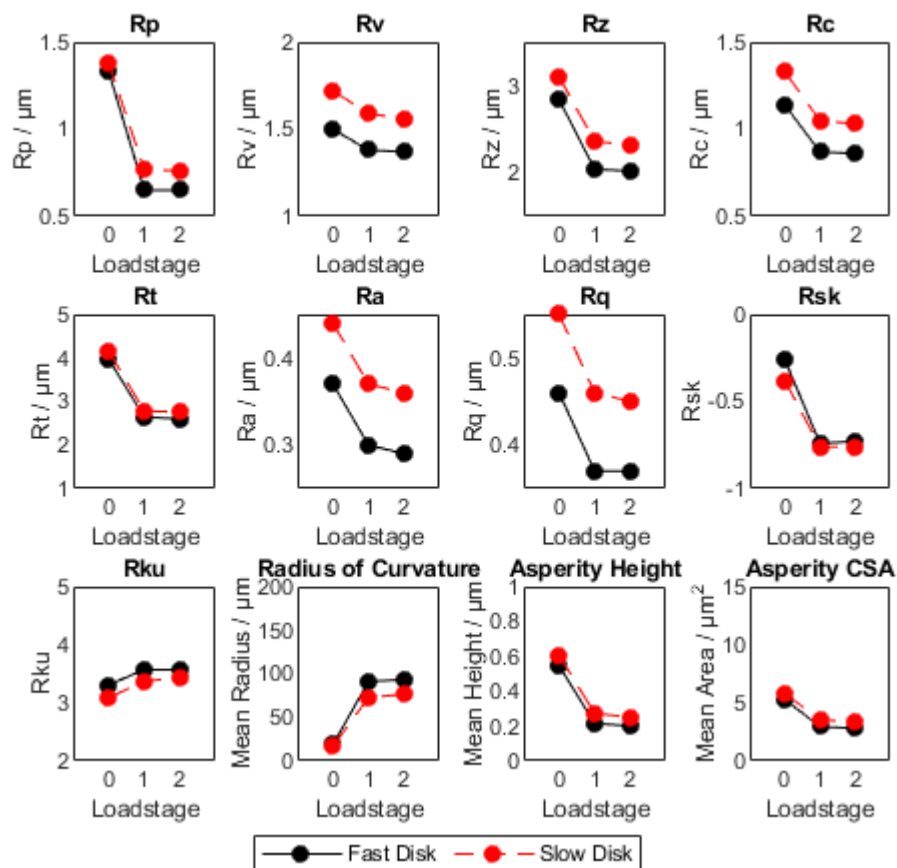 Rp
Rp / µm
1.5
1
0.5
0 1 2
Loadstage
Rv
Rv / µm
2
1.5
1
0 1 2
Loadstage
Rz
Rz / µm
3
2
0 1 2
Loadstage
Rc
Rc / µm
1.5
1
0.5
0 1 2
Loadstage
Rt
Rt / µm
5
4
3
2
1
0 1 2
Loadstage
Ra
Ra / µm
0.4
0.3
0 1 2
Loadstage
Rq
Rq / µm
0.5
0.4
0 1 2
Loadstage
Rsk
Rsk
0
-0.5
-1
0 1 2
Loadstage
Rku
Rku
5
4
3
2
0 1 2
Loadstage
Radius of Curvature
Mean Radius / µm
200
150
100
50
0
0 1 2
Loadstage
Asperity Height
Mean Height / µm
1
0.8
0.6
0.4
0.2
0
0 1 2
Loadstage
Asperity CSA
Mean Area / µm²
15
10
5
0
0 1 2
Loadstage
Fast Disk
Slow Disk